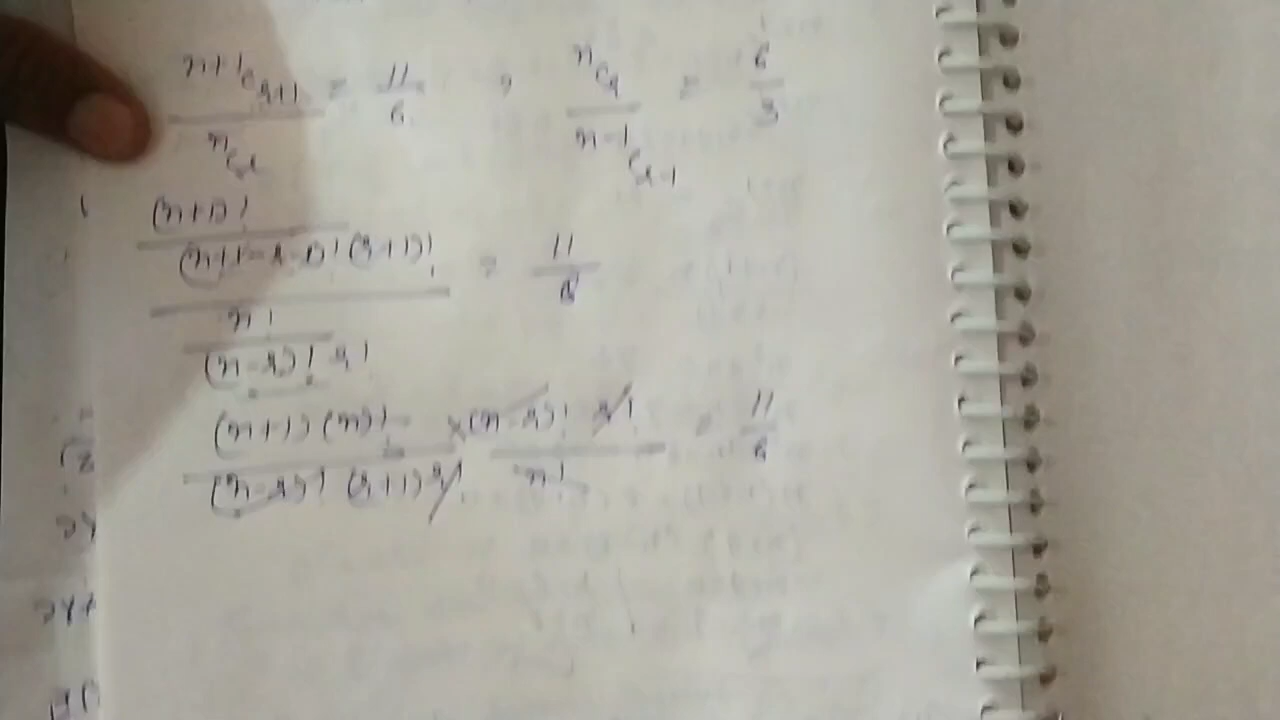 n+1Cr+1 / nCr = 11/6 , nCr / n-1Cr-1 = 6/3
(n+1)! / (n+1-r-1)! (r+1)! / n! / (n-r)! r! = 11/6
(n+1) (n)! / (n-r)! (r+1) r! × (n-r)! r! / n! = 11/6